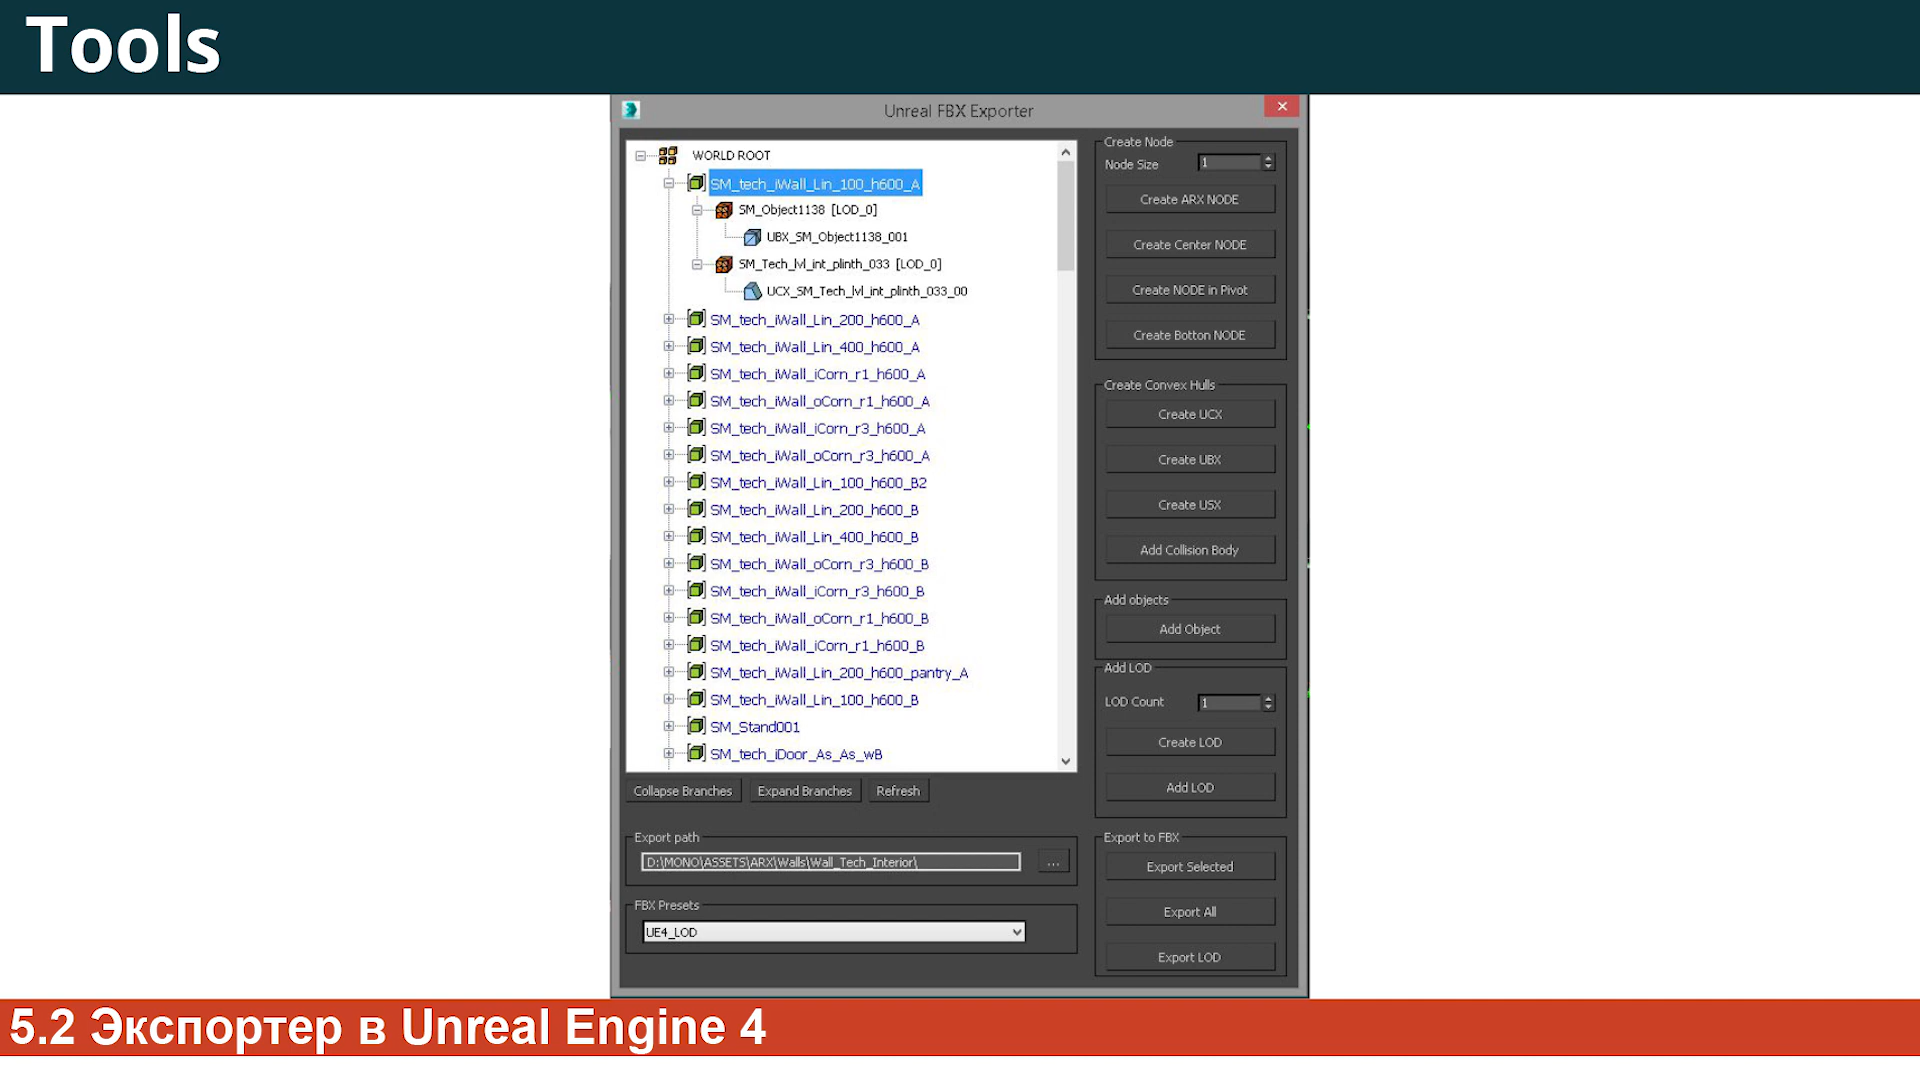 Tools
Unreal FBX Exporter
WORLD ROOT
SM_tech_iWall_Lin_100_h600_A
SM_Object1138 [LOD_0]
UBX_SM_Object1138_001
SM_Tech_lvl_int_plinth_033 [LOD_0]
UCX_SM_Tech_lvl_int_plinth_033_00
SM_tech_iWall_Lin_200_h600_A
SM_tech_iWall_Lin_400_h600_A
SM_tech_iWall_iCorn_r1_h600_A
SM_tech_iWall_oCorn_r1_h600_A
SM_tech_iWall_iCorn_r3_h600_A
SM_tech_iWall_oCorn_r3_h600_A
SM_tech_iWall_Lin_100_h600_B2
SM_tech_iWall_Lin_200_h600_B
SM_tech_iWall_Lin_400_h600_B
SM_tech_iWall_oCorn_r3_h600_B
SM_tech_iWall_iCorn_r3_h600_B
SM_tech_iWall_oCorn_r1_h600_B
SM_tech_iWall_iCorn_r1_h600_B
SM_tech_iWall_Lin_200_h600_pantry_A
SM_tech_iWall_Lin_100_h600_B
SM_Stand001
SM_tech_iDoor_As_As_wB
Collapse Branches Expand Branches Refresh
Export path
D:\MONO\ASSETS\ARX\Walls\Wall_Tech_Interior\ ...
FBX Presets
UE4_LOD
Create Node
Node Size 1
Create ARX NODE
Create Center NODE
Create NODE in Pivot
Create Botton NODE
Create Convex Hulls
Create UCX
Create UBX
Create USX
Add Collision Body
Add objects
Add Object
Add LOD
LOD Count 1
Create LOD
Add LOD
Export to FBX
Export Selected
Export All
Export LOD
5.2 Экспортер в Unreal Engine 4